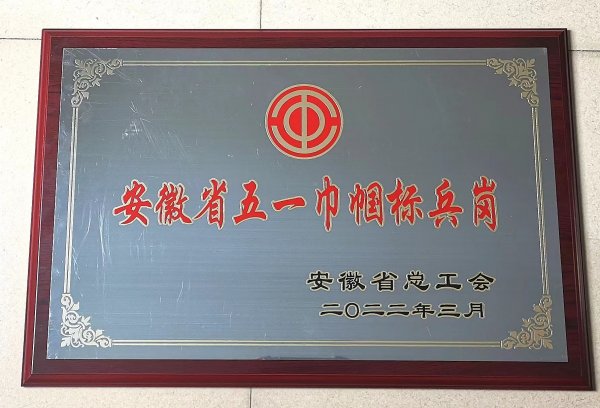 安徽省五一巾帼标兵岗
安徽省总工会
二〇二二年三月